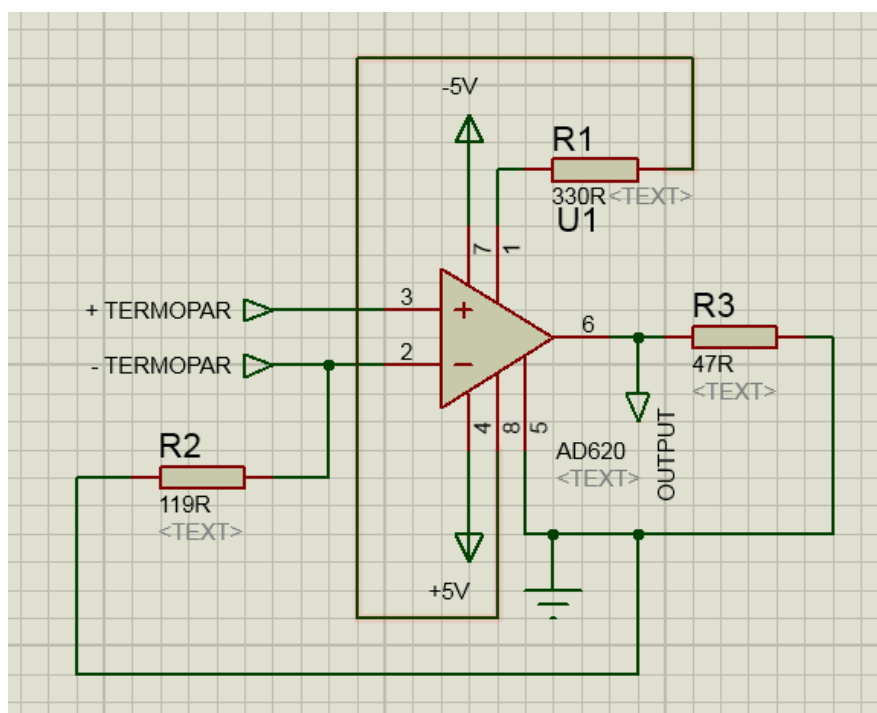 -5V
R1
330R
<TEXT>
U1
7
1
+ TERMOPAR
3
+
6
R3
- TERMOPAR
2
-
47R
<TEXT>
4
8
5
OUTPUT
R2
AD620
<TEXT>
119R
<TEXT>
+5V